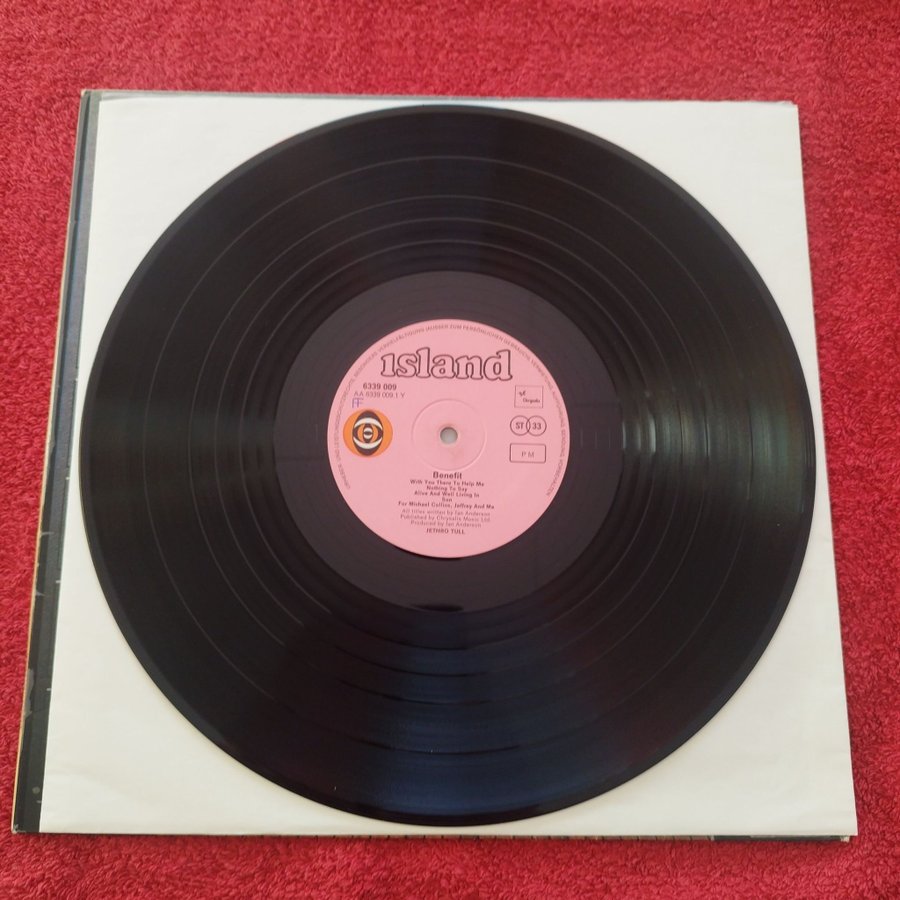 island
6339 009
AA 6339 009.1 Y
FF
Chrysalis
ST 33
P M
Benefit
With You There To Help Me
Nothing To Say
Alive And Well Living In
Son
For Michael Collins, Jeffrey And Me
All titles written by Ian Anderson
Published by Chrysalis Music Ltd
Produced by Ian Anderson
JETHRO TULL